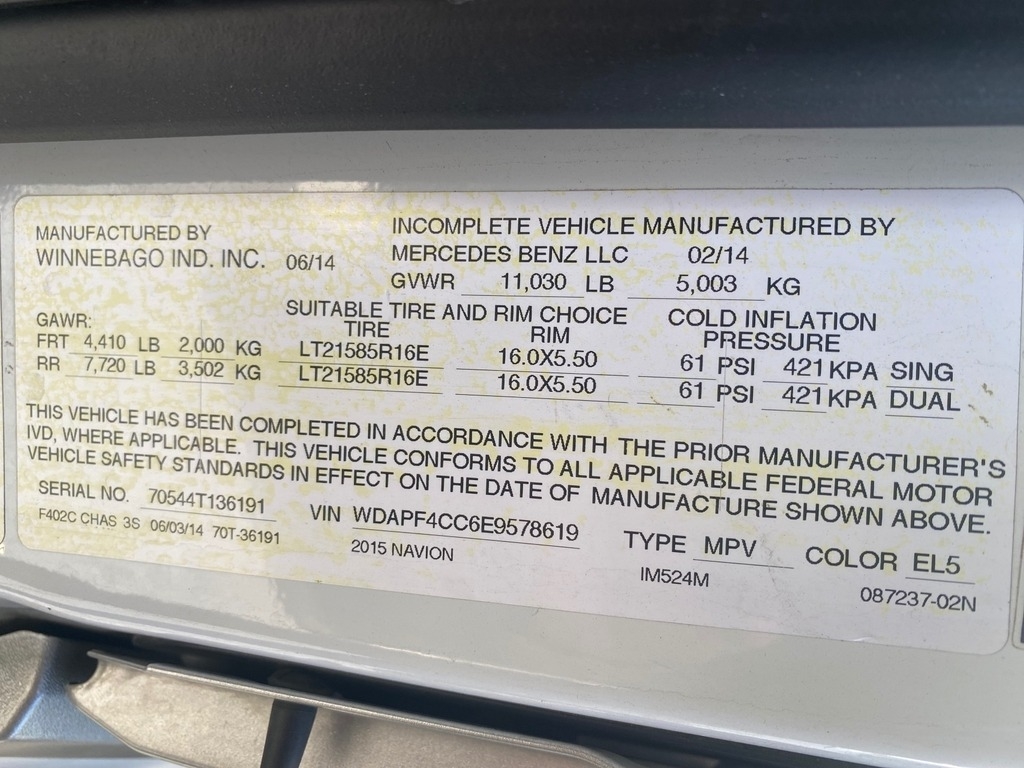 MANUFACTURED BY
WINNEBAGO IND. INC. 06/14
INCOMPLETE VEHICLE MANUFACTURED BY
MERCEDES BENZ LLC 02/14
GVWR 11,030 LB 5,003 KG
GAWR:
SUITABLE TIRE AND RIM CHOICE
TIRE RIM
COLD INFLATION
PRESSURE
FRT 4,410 LB 2,000 KG LT21585R16E 16.0X5.50 61 PSI 421 KPA SING
RR 7,720 LB 3,502 KG LT21585R16E 16.0X5.50 61 PSI 421 KPA DUAL
THIS VEHICLE HAS BEEN COMPLETED IN ACCORDANCE WITH THE PRIOR MANUFACTURER'S
IVD, WHERE APPLICABLE. THIS VEHICLE CONFORMS TO ALL APPLICABLE FEDERAL MOTOR
VEHICLE SAFETY STANDARDS IN EFFECT ON THE DATE OF MANUFACTURE SHOWN ABOVE.
SERIAL NO. 70544T136191 VIN WDAPF4CC6E9578619 TYPE MPV COLOR EL5
F402C CHAS 3S 06/03/14 70T-36191 2015 NAVION IM524M 087237-02N